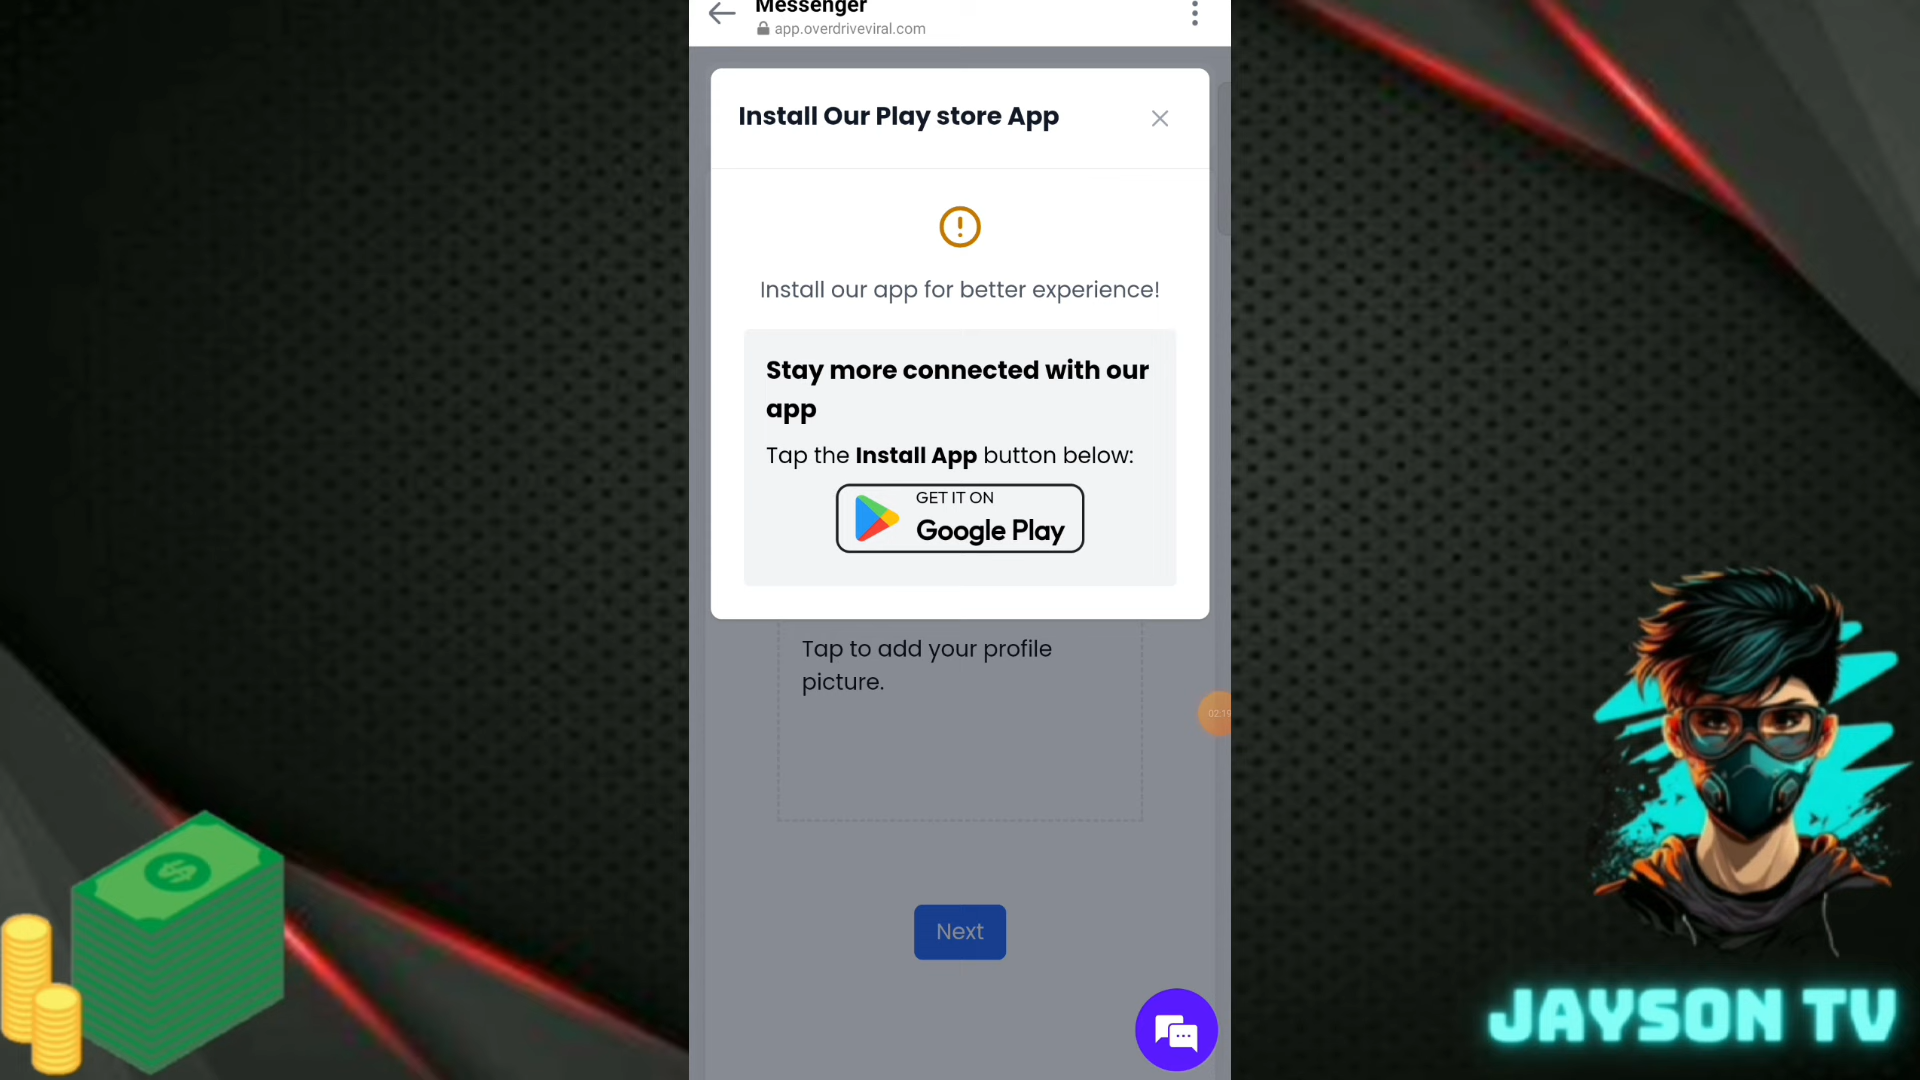 Messenger
app.overdriveviral.com
Install Our Play store App
Install our app for better experience!
Stay more connected with our
app
Tap the Install App button below:
GET IT ON
Google Play
Tap to add your profile
picture.
02:19
Next
JAYSON TV